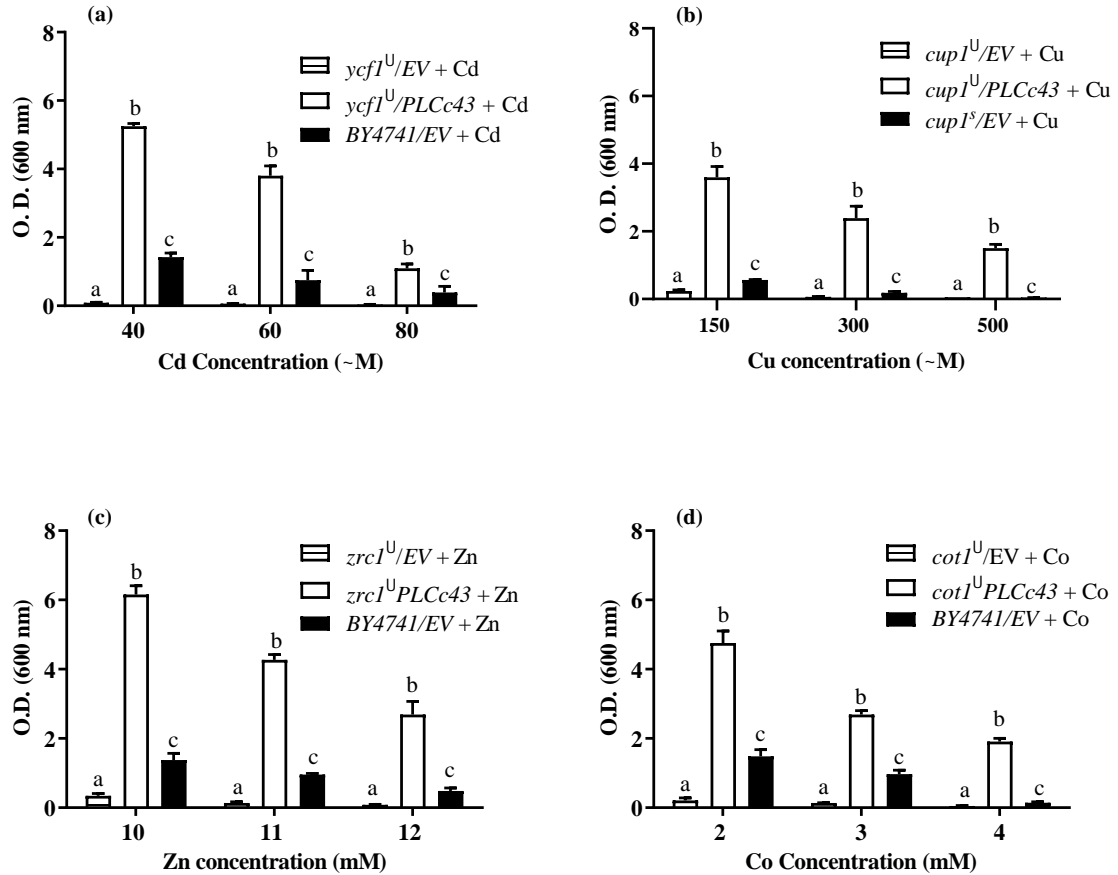 (a)
8
6
4
2
0
O. D. (600 nm)
ycf1ᵁ/EV + Cd
ycf1ᵁ/PLCc43 + Cd
BY4741/EV + Cd
b
b
b
c
c
c
a
a
a
40
60
80
Cd Concentration (~M)
(b)
8
6
4
2
0
O. D. (600 nm)
cup1ᵁ/EV + Cu
cup1ᵁ/PLCc43 + Cu
cup1ˢ/EV + Cu
b
b
b
a
c
a
c
a
c
150
300
500
Cu concentration (~M)
(c)
8
6
4
2
0
O.D. (600 nm)
zrc1ᵁ/EV + Zn
zrc1ᵁPLCc43 + Zn
BY4741/EV + Zn
b
b
b
a
c
a
c
a
c
10
11
12
Zn concentration (mM)
(d)
8
6
4
2
0
O.D. (600 nm)
cot1ᵁ/EV + Co
cot1ᵁPLCc43 + Co
BY4741/EV + Co
b
b
b
a
c
a
c
a
c
2
3
4
Co Concentration (mM)